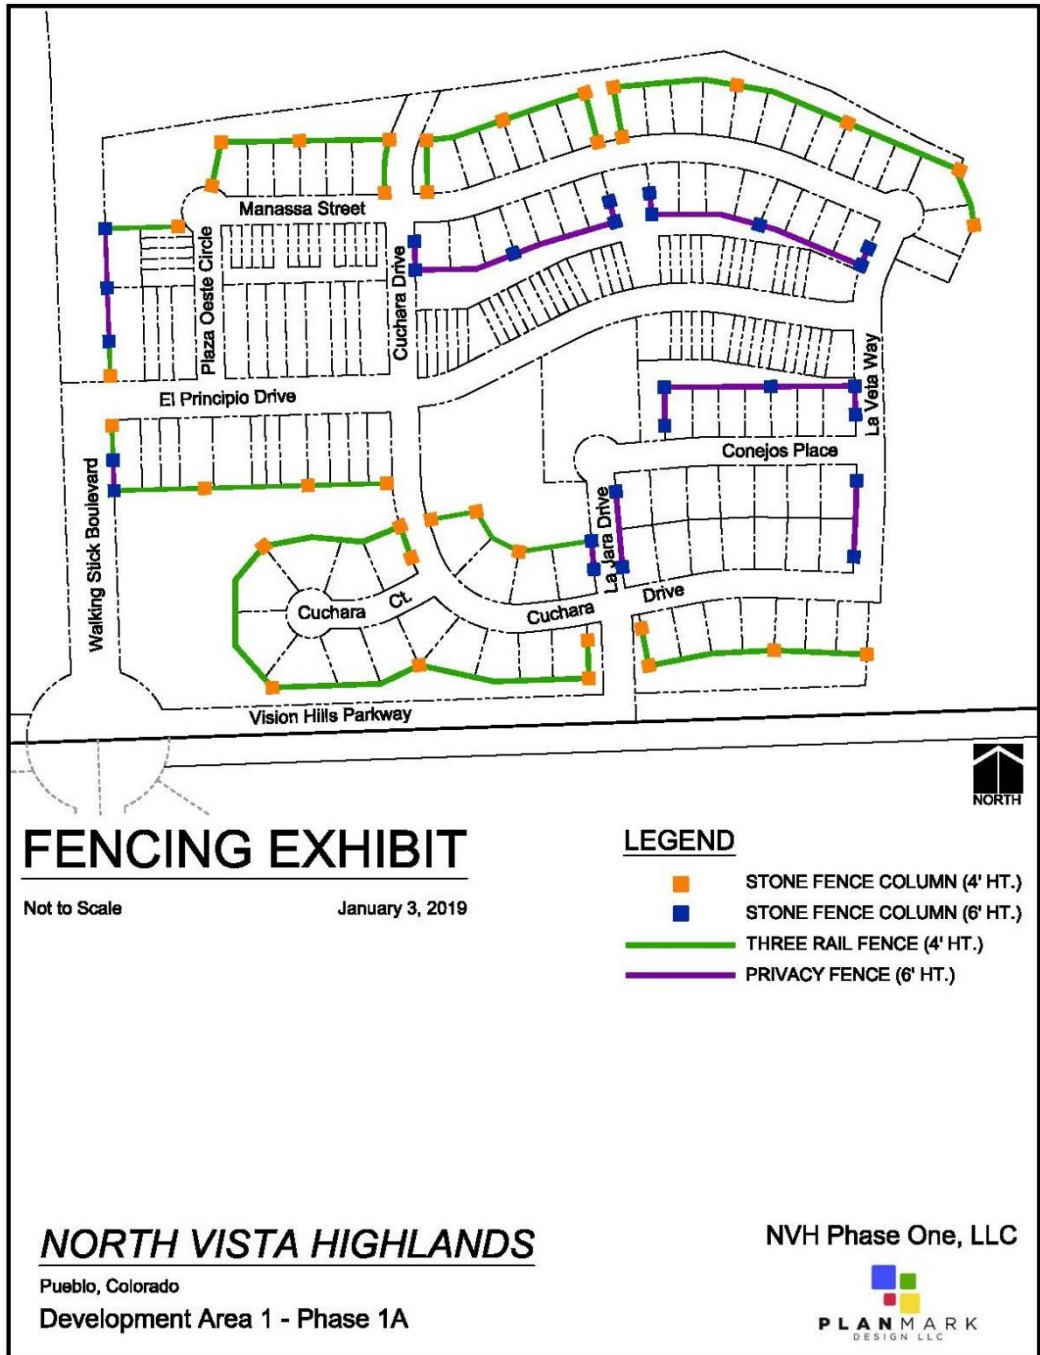 Manassa Street
Plaza Oeste Circle
Cuchara Drive
El Principio Drive
La Veta Way
Conejos Place
Walking Stick Boulevard
La Jara Drive
Cuchara Ct.
Cuchara Drive
Vision Hills Parkway
NORTH
FENCING EXHIBIT
Not to Scale
January 3, 2019
LEGEND
STONE FENCE COLUMN (4' HT.)
STONE FENCE COLUMN (6' HT.)
THREE RAIL FENCE (4' HT.)
PRIVACY FENCE (6' HT.)
NORTH VISTA HIGHLANDS
Pueblo, Colorado
Development Area 1 - Phase 1A
NVH Phase One, LLC
PLANMARK
DESIGN LLC